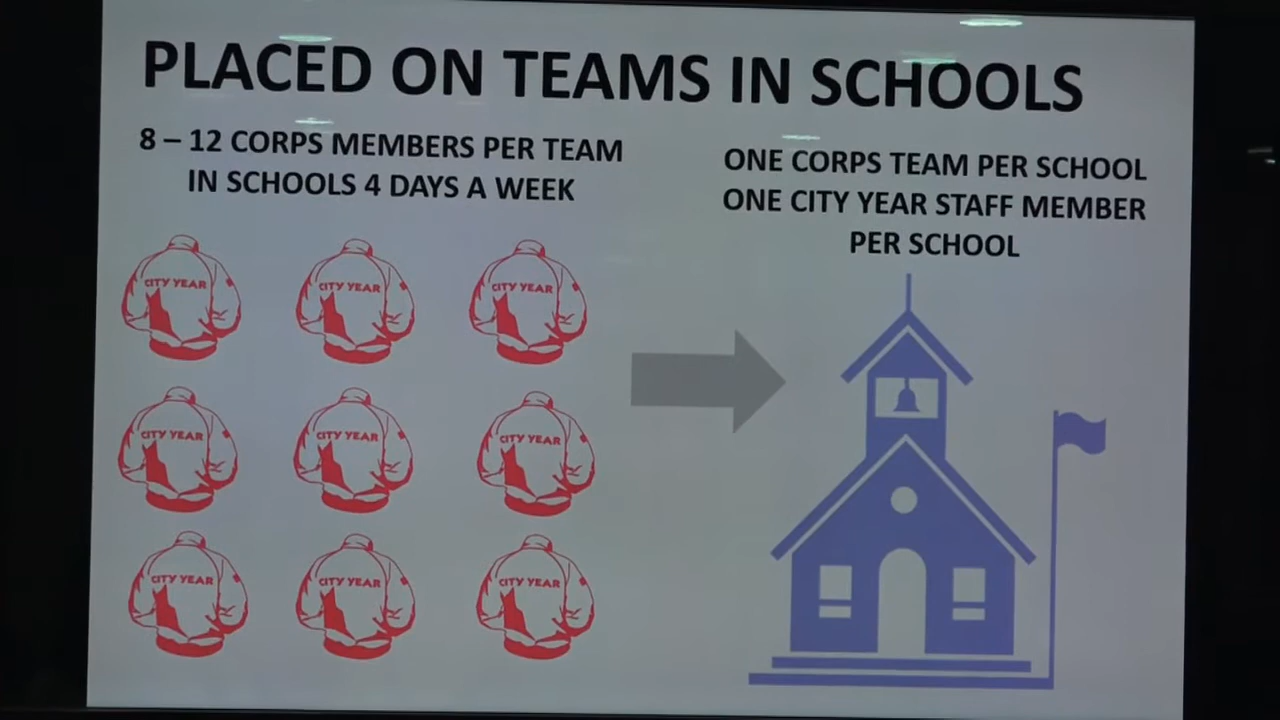 PLACED ON TEAMS IN SCHOOLS
8 – 12 CORPS MEMBERS PER TEAM
IN SCHOOLS 4 DAYS A WEEK
ONE CORPS TEAM PER SCHOOL
ONE CITY YEAR STAFF MEMBER
PER SCHOOL
CITY YEAR
CITY YEAR
CITY YEAR
CITY YEAR
CITY YEAR
CITY YEAR
CITY YEAR
CITY YEAR
CITY YEAR